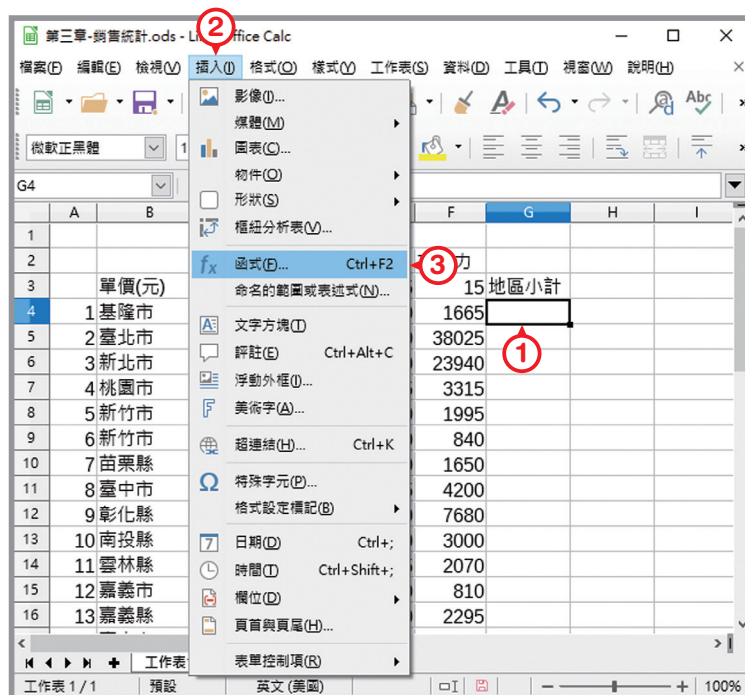 第三章-銷售統計.ods - L ffice Calc
②
檔案(F) 編輯(E) 檢視(V) 插入(I) 格式(O) 樣式(Y) 工作表(S) 資料(D) 工具(T) 視窗(W) 說明(H)
Abc
微軟正黑體 1
G4
A B F G H I
1
2 力
3 單價(元) 15 地區小計
4 1 基隆市 1665
5 2 臺北市 38025
6 3 新北市 23940
7 4 桃園市 3315
8 5 新竹市 1995
9 6 新竹市 840
10 7 苗栗縣 1650
11 8 臺中市 4200
12 9 彰化縣 7680
13 10 南投縣 3000
14 11 雲林縣 2070
15 12 嘉義市 810
16 13 嘉義縣 2295
①
影像(I)...
媒體(M)
圖表(C)...
物件(O)
形狀(S)
樞紐分析表(V)...
fx 函式(F)... Ctrl+F2
③
命名的範圍或表述式(N)...
文字方塊(T)
評註(E) Ctrl+Alt+C
浮動外框(I)...
美術字(A)...
超連結(H)... Ctrl+K
Ω 特殊字元(P)...
格式設定標記(B)
日期(D) Ctrl+;
時間(T) Ctrl+Shift+;
欄位(D)
頁首與頁尾(H)...
表單控制項(R)
工作表
工作表 1 / 1 預設 英文 (美國) 100%